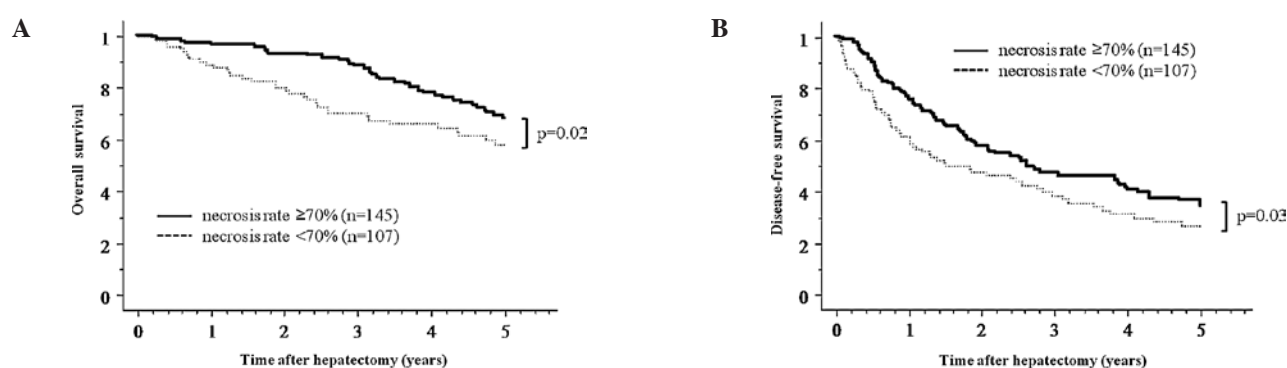 A
1
8
6
4
2
0
Overall survival
p=0.02
necrosis rate ≥70% (n=145)
necrosis rate <70% (n=107)
0 1 2 3 4 5
Time after hepatectomy (years)
B
1
8
6
4
2
0
Disease-free survival
necrosis rate ≥70% (n=145)
necrosis rate <70% (n=107)
p=0.03
0 1 2 3 4 5
Time after hepatectomy (years)